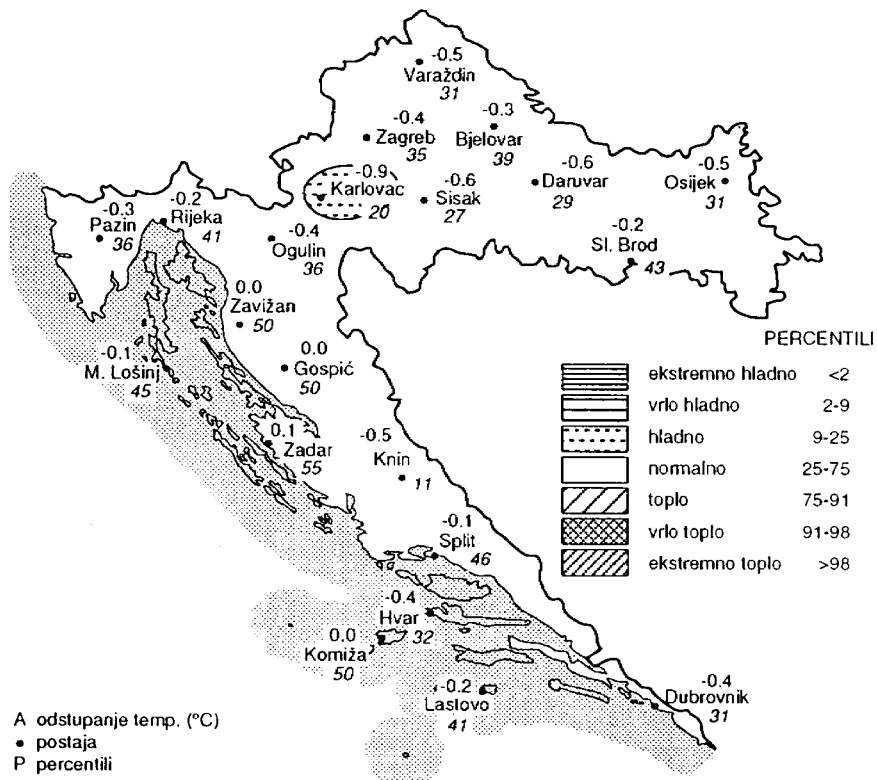 -0.5
Varaždin
31
-0.4
Zagreb
35
-0.3
Bjelovar
39
-0.9
Karlovac
20
-0.6
Sisak
27
-0.6
Daruvar
29
-0.5
Osijek
31
-0.2
Sl. Brod
43
-0.3
Pazin
36
-0.2
Rijeka
41
-0.4
Ogulin
36
0.0
Zavižan
50
0.0
Gospić
50
-0.1
M. Lošinj
45
0.1
Zadar
55
-0.5
Knin
11
-0.1
Split
46
-0.4
Hvar
32
0.0
Komiža
50
-0.2
Lastovo
41
-0.4
Dubrovnik
31
PERCENTILI
ekstremno hladno <2
vrlo hladno 2-9
hladno 9-25
normalno 25-75
toplo 75-91
vrlo toplo 91-98
ekstremno toplo >98
A odstupanje temp. (°C)
• postaja
P percentili